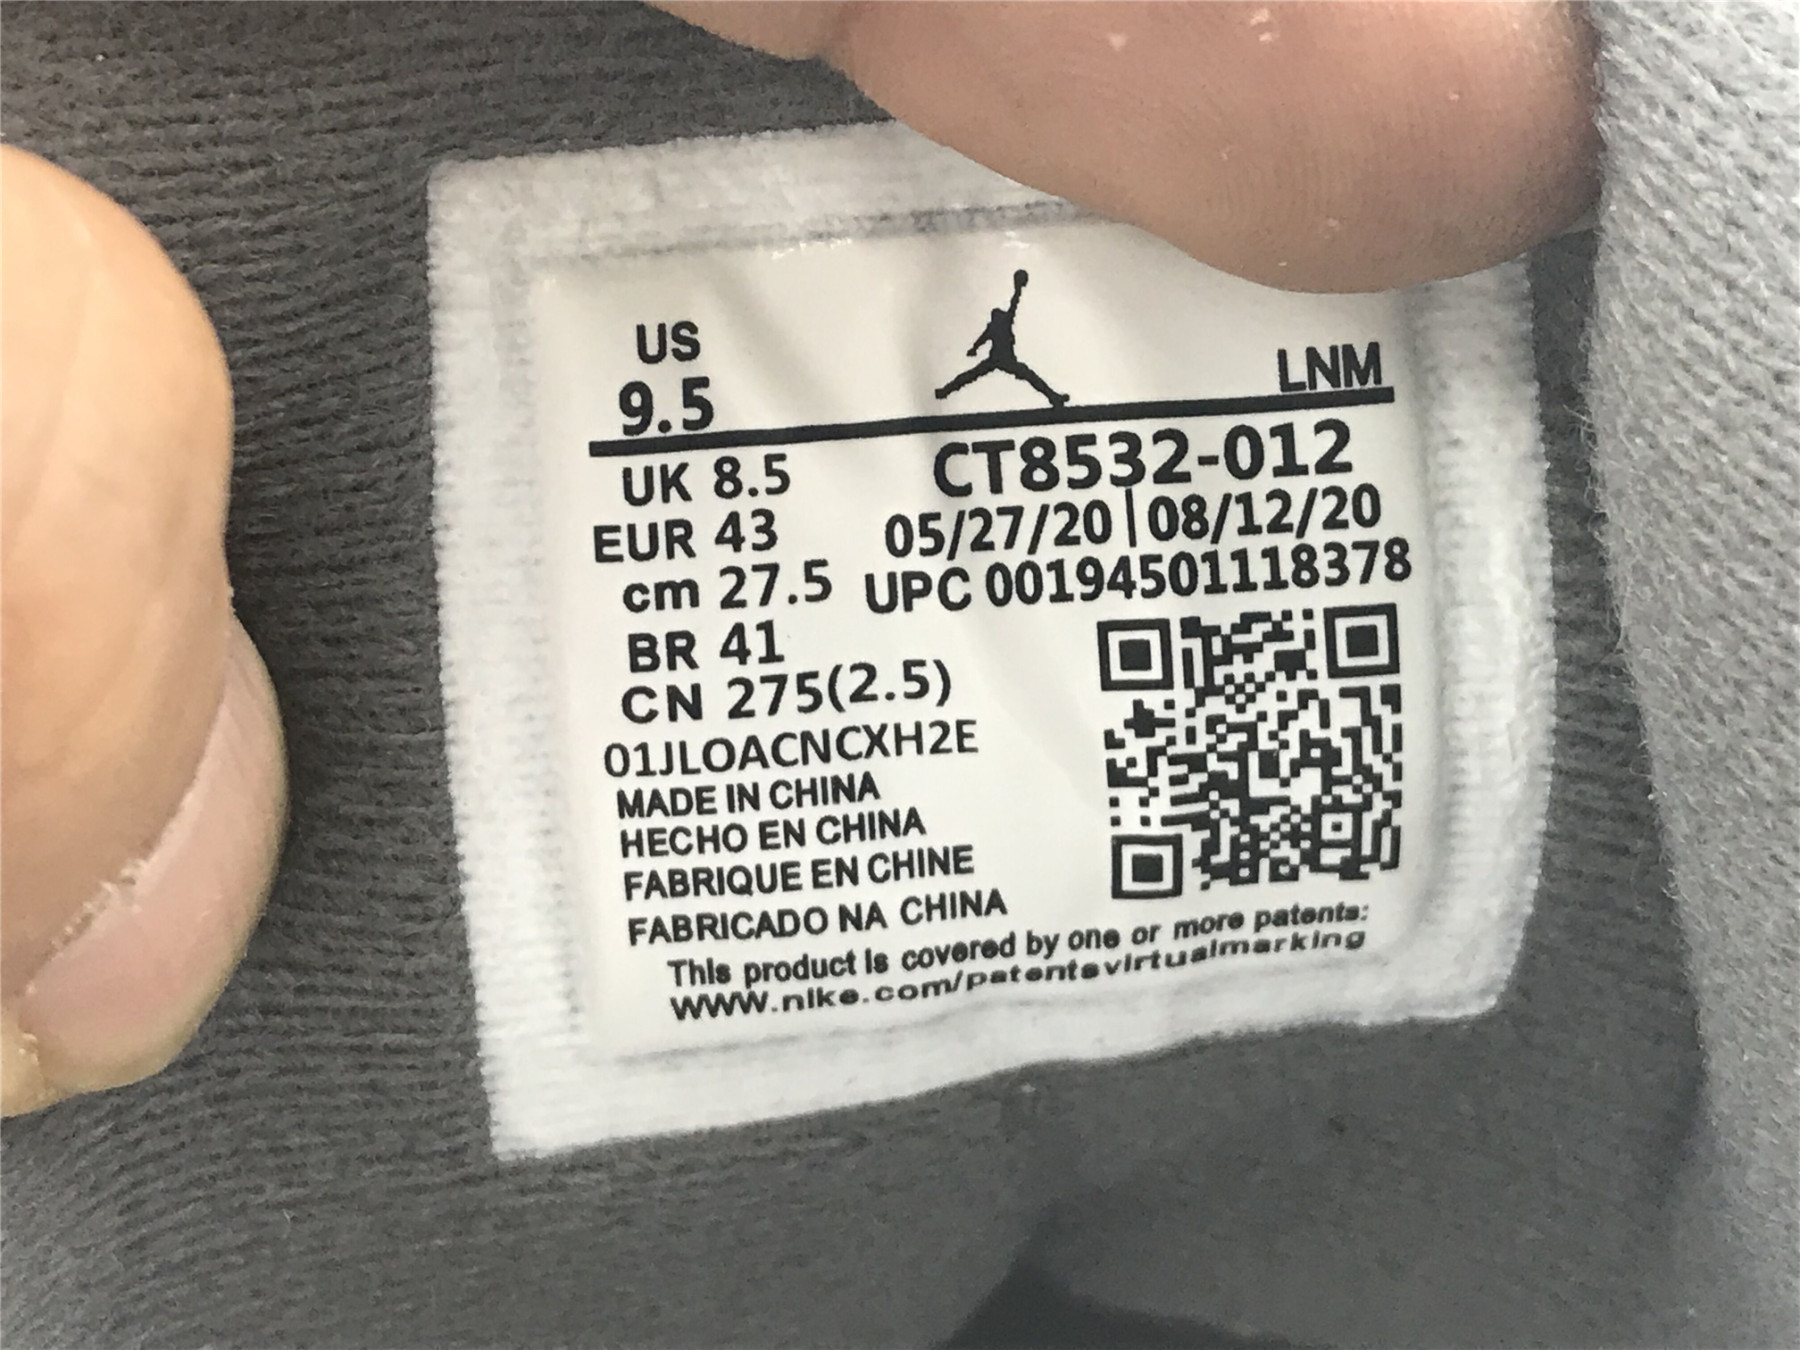 US
9.5
LNM
UK 8.5
CT8532-012
EUR 43
05/27/20|08/12/20
cm 27.5
UPC 00194501118378
BR 41
CN 275(2.5)
01JLOACNCXH2E
MADE IN CHINA
HECHO EN CHINA
FABRIQUE EN CHINE
FABRICADO NA CHINA
This product is covered by one or more patents:
www.nike.com/patentsvirtualmarking